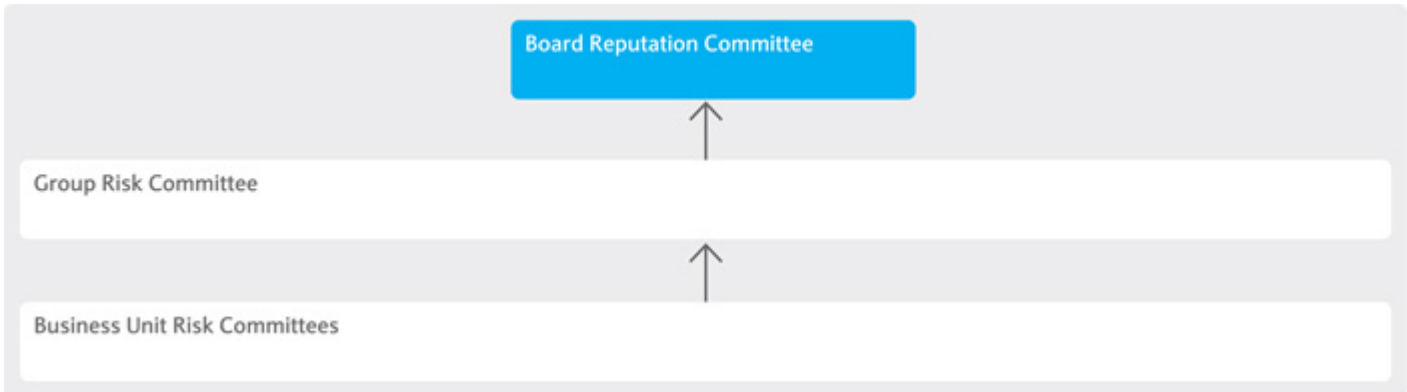 Board Reputation Committee
Group Risk Committee
Business Unit Risk Committees